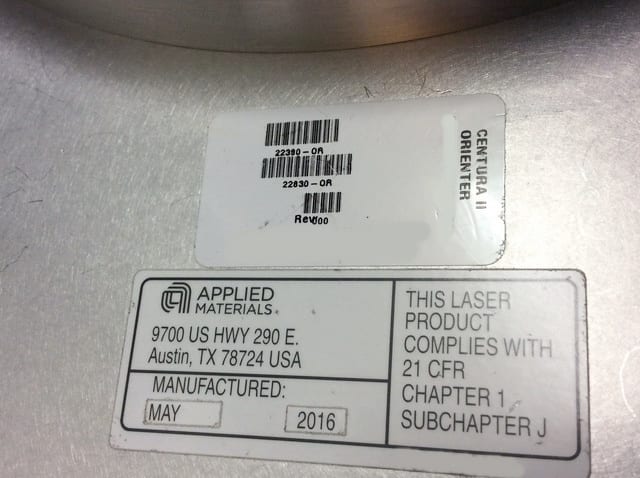 22390-OR
22830-OR
Rev000
CENTURA II
ORIENTER
APPLIED
MATERIALS
9700 US HWY 290 E.
Austin, TX 78724 USA
MANUFACTURED:
MAY 2016
THIS LASER
PRODUCT
COMPLIES WITH
21 CFR
CHAPTER 1,
SUBCHAPTER J